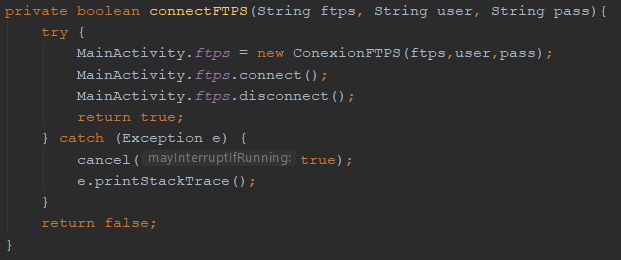 private boolean connectFTPS(String ftps, String user, String pass){
try {
MainActivity.ftps = new ConexionFTPS(ftps,user,pass);
MainActivity.ftps.connect();
MainActivity.ftps.disconnect();
return true;
} catch (Exception e) {
cancel( mayInterruptIfRunning: true);
e.printStackTrace();
}
return false;
}